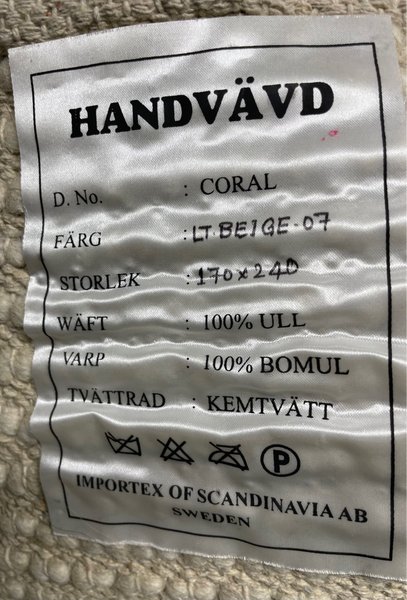 HANDVÄVD
D. No. : CORAL
FÄRG : LT.BEIGE-07
STORLEK : 170x240
WÄFT : 100% ULL
VARP : 100% BOMUL
TVÄTTRAD : KEMTVÄTT
P
IMPORTEX OF SCANDINAVIA AB
SWEDEN